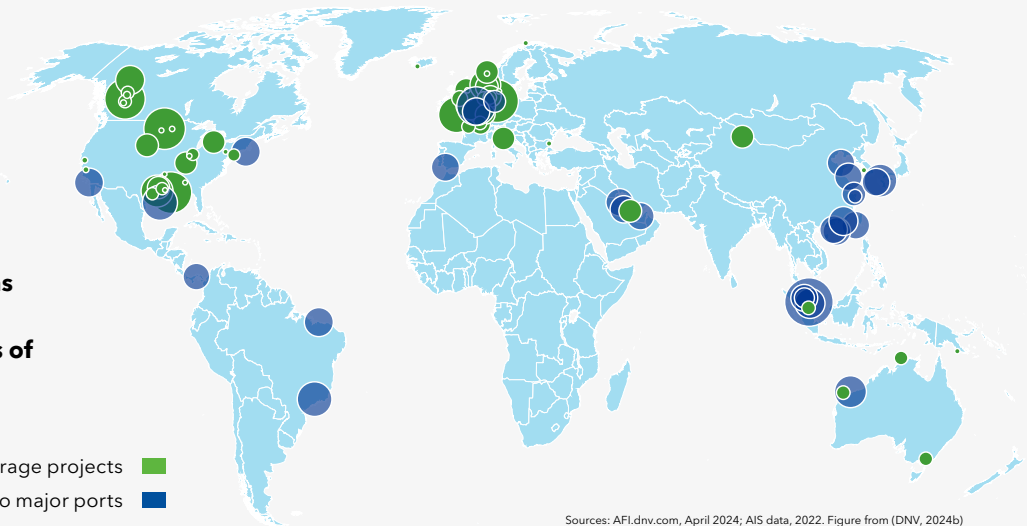 s
s of
rage projects
o major ports
Sources: AFI.dnv.com, April 2024; AIS data, 2022. Figure from (DNV, 2024b)